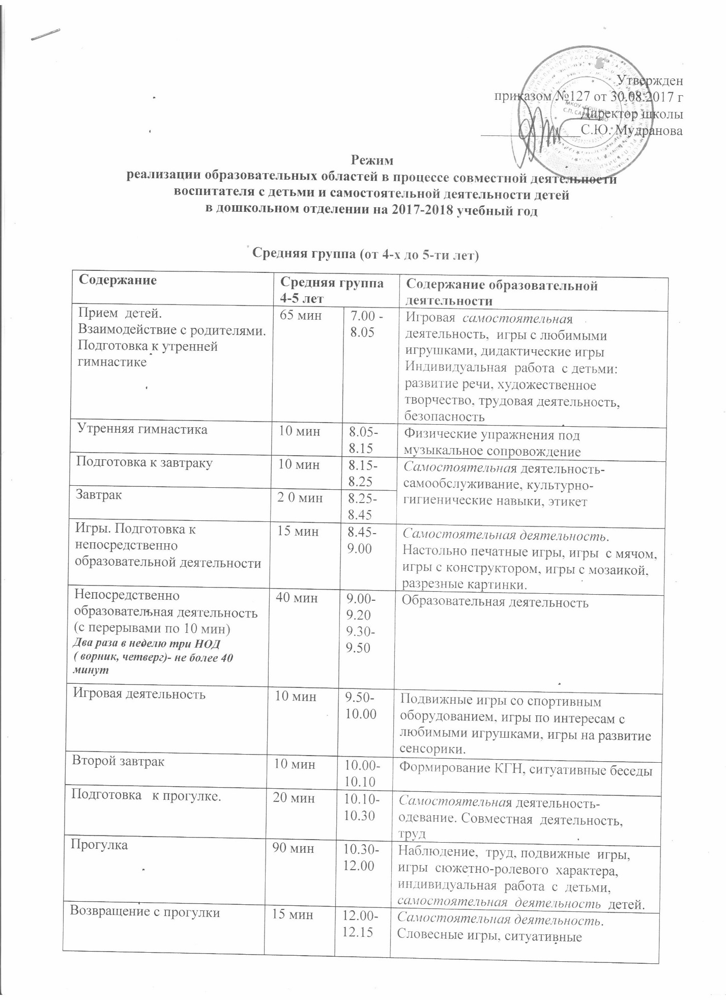 Утвержден
приказом №127 от 30.08.2017 г
Директор школы
С.Ю. Мудранова
МКОУ «СОШ №
С.П. САРМАКОВО
Режим
реализации образовательных областей в процессе совместной деятельности
воспитателя с детьми и самостоятельной деятельности детей
в дошкольном отделении на 2017-2018 учебный год
Средняя группа (от 4-х до 5-ти лет)
Содержание
Средняя группа
4-5 лет
Содержание образовательной
деятельности
Прием детей.
Взаимодействие с родителями.
Подготовка к утренней
гимнастике
65 мин
7.00 -
8.05
Игровая самостоятельная
деятельность, игры с любимыми
игрушками, дидактические игры
Индивидуальная работа с детьми:
развитие речи, художественное
творчество, трудовая деятельность,
безопасность
Утренняя гимнастика
10 мин
8.05-
8.15
Физические упражнения под
музыкальное сопровождение
Подготовка к завтраку
10 мин
8.15-
8.25
Самостоятельная деятельность-
самообслуживание, культурно-
гигиенические навыки, этикет
Завтрак
2 0 мин
8.25-
8.45
Игры. Подготовка к
непосредственно
образовательной деятельности
15 мин
8.45-
9.00
Самостоятельная деятельность.
Настольно печатные игры, игры с мячом,
игры с конструктором, игры с мозаикой,
разрезные картинки.
Непосредственно
образовательная деятельность
(с перерывами по 10 мин)
Два раза в неделю три НОД
( ворник, четверг)- не более 40
минут
40 мин
9.00-
9.20
9.30-
9.50
Образовательная деятельность
Игровая деятельность
10 мин
9.50-
10.00
Подвижные игры со спортивным
оборудованием, игры по интересам с
любимыми игрушками, игры на развитие
сенсорики.
Второй завтрак
10 мин
10.00-
10.10
Формирование КГН, ситуативные беседы
Подготовка к прогулке.
20 мин
10.10-
10.30
Самостоятельная деятельность-
одевание. Совместная деятельность,
труд
Прогулка
90 мин
10.30-
12.00
Наблюдение, труд, подвижные игры,
игры сюжетно-ролевого характера,
индивидуальная работа с детьми,
самостоятельная деятельность детей.
Возвращение с прогулки
15 мин
12.00-
12.15
Самостоятельная деятельность.
Словесные игры, ситуативные